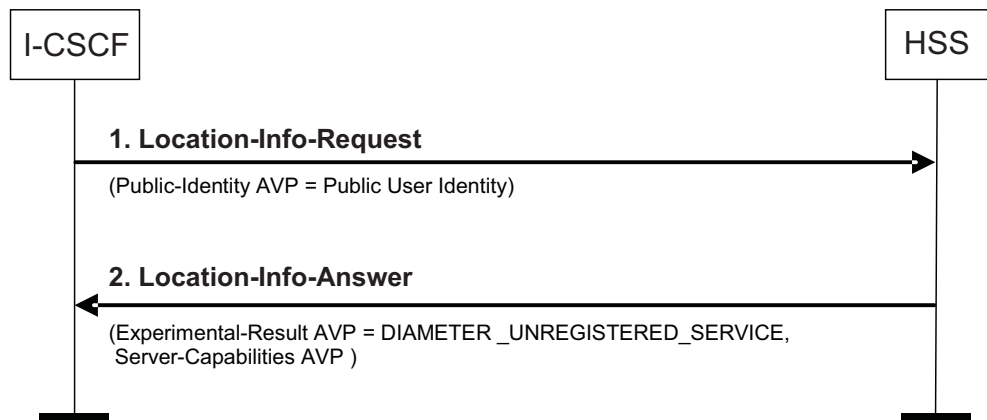 I-CSCF
HSS
1. Location-Info-Request
(Public-Identity AVP = Public User Identity)
2. Location-Info-Answer
(Experimental-Result AVP = DIAMETER _UNREGISTERED_SERVICE,
Server-Capabilities AVP )